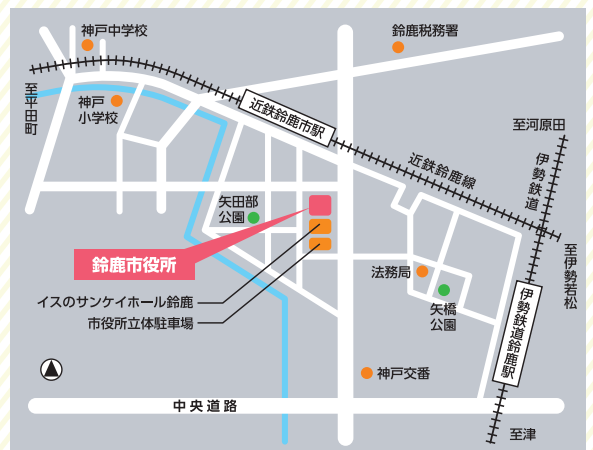 神戸中学校
鈴鹿税務署
至平田町
神戸
小学校
近鉄鈴鹿市駅
至河原田
近鉄鈴鹿線
伊勢鉄道
矢田部
公園
鈴鹿市役所
至伊勢若松
法務局
イスのサンケイホール鈴鹿
矢橋
公園
市役所立体駐車場
伊勢鉄道鈴鹿駅
神戸交番
中央道路
至津